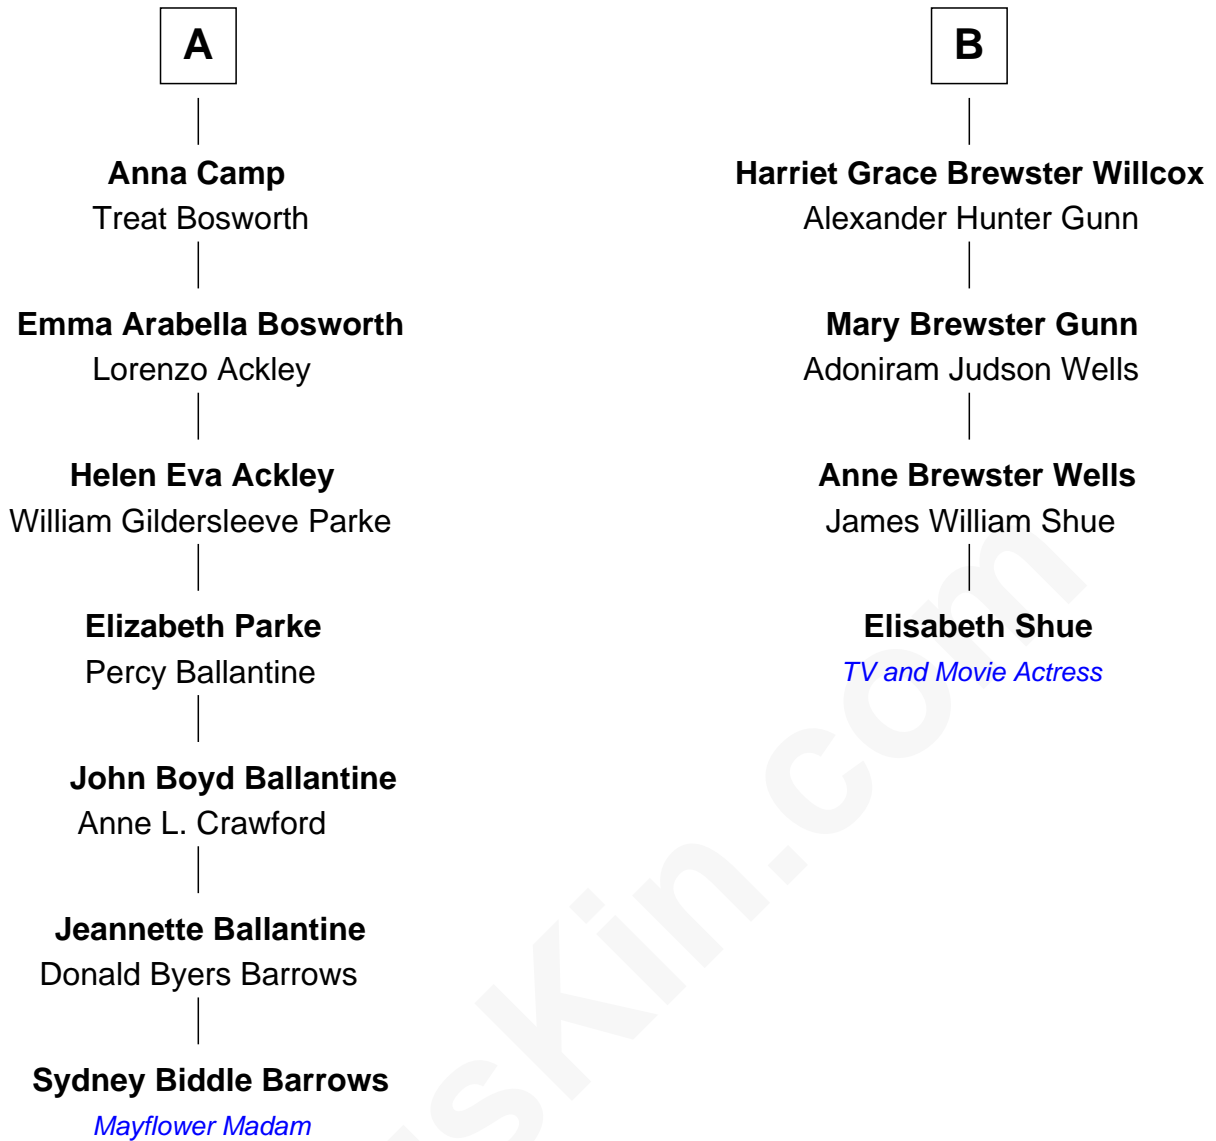 A
Anna Camp
Treat Bosworth
Emma Arabella Bosworth
Lorenzo Ackley
Helen Eva Ackley
William Gildersleeve Parke
Elizabeth Parke
Percy Ballantine
John Boyd Ballantine
Anne L. Crawford
Jeannette Ballantine
Donald Byers Barrows
Sydney Biddle Barrows
Mayflower Madam
B
Harriet Grace Brewster Willcox
Alexander Hunter Gunn
Mary Brewster Gunn
Adoniram Judson Wells
Anne Brewster Wells
James William Shue
Elisabeth Shue
TV and Movie Actress